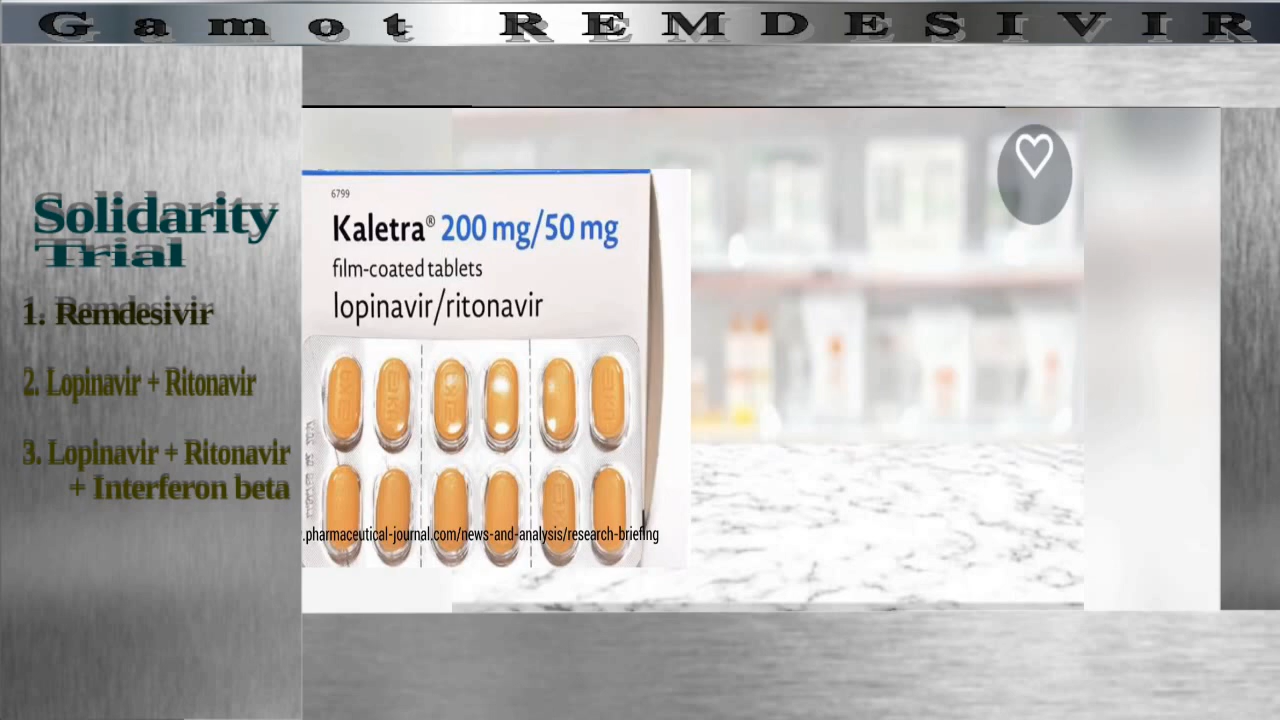 Gamot REMDESIVIR
Solidarity
Trial
1. Remdesivir
2. Lopinavir + Ritonavir
3. Lopinavir + Ritonavir
+ Interferon beta
6799
Kaletra® 200 mg/50 mg
film-coated tablets
lopinavir/ritonavir
.pharmaceutical-journal.com/news-and-analysis/research-briefing